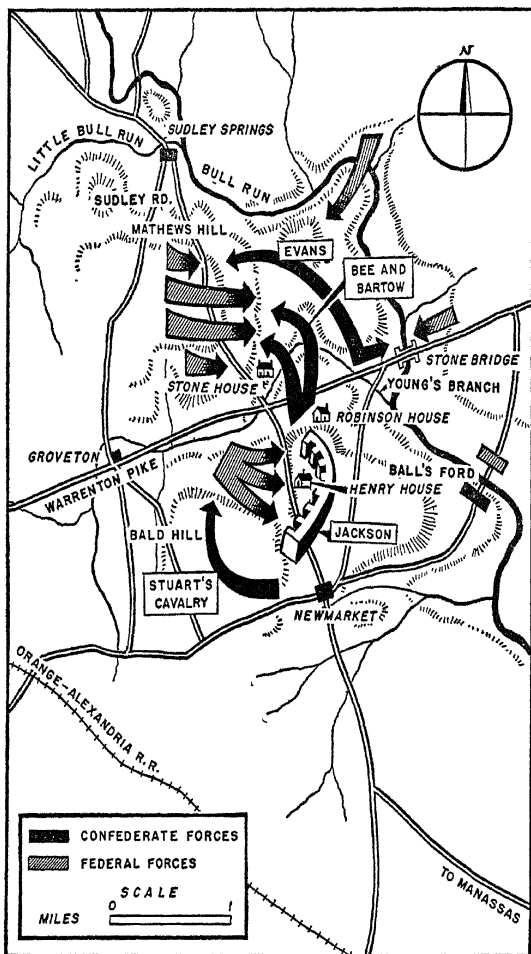 N
SUDLEY SPRINGS
LITTLE BULL RUN
BULL RUN
SUDLEY RD.
MATHEWS HILL
EVANS
BEE AND
BARTOW
STONE BRIDGE
STONE HOUSE
YOUNG'S BRANCH
ROBINSON HOUSE
GROVETON
WARRENTON PIKE
BALL'S FORD
HENRY HOUSE
BALD HILL
JACKSON
STUART'S
CAVALRY
NEWMARKET
ORANGE-ALEXANDRIA R.R.
CONFEDERATE FORCES
FEDERAL FORCES
SCALE
0 1
MILES
TO MANASSAS